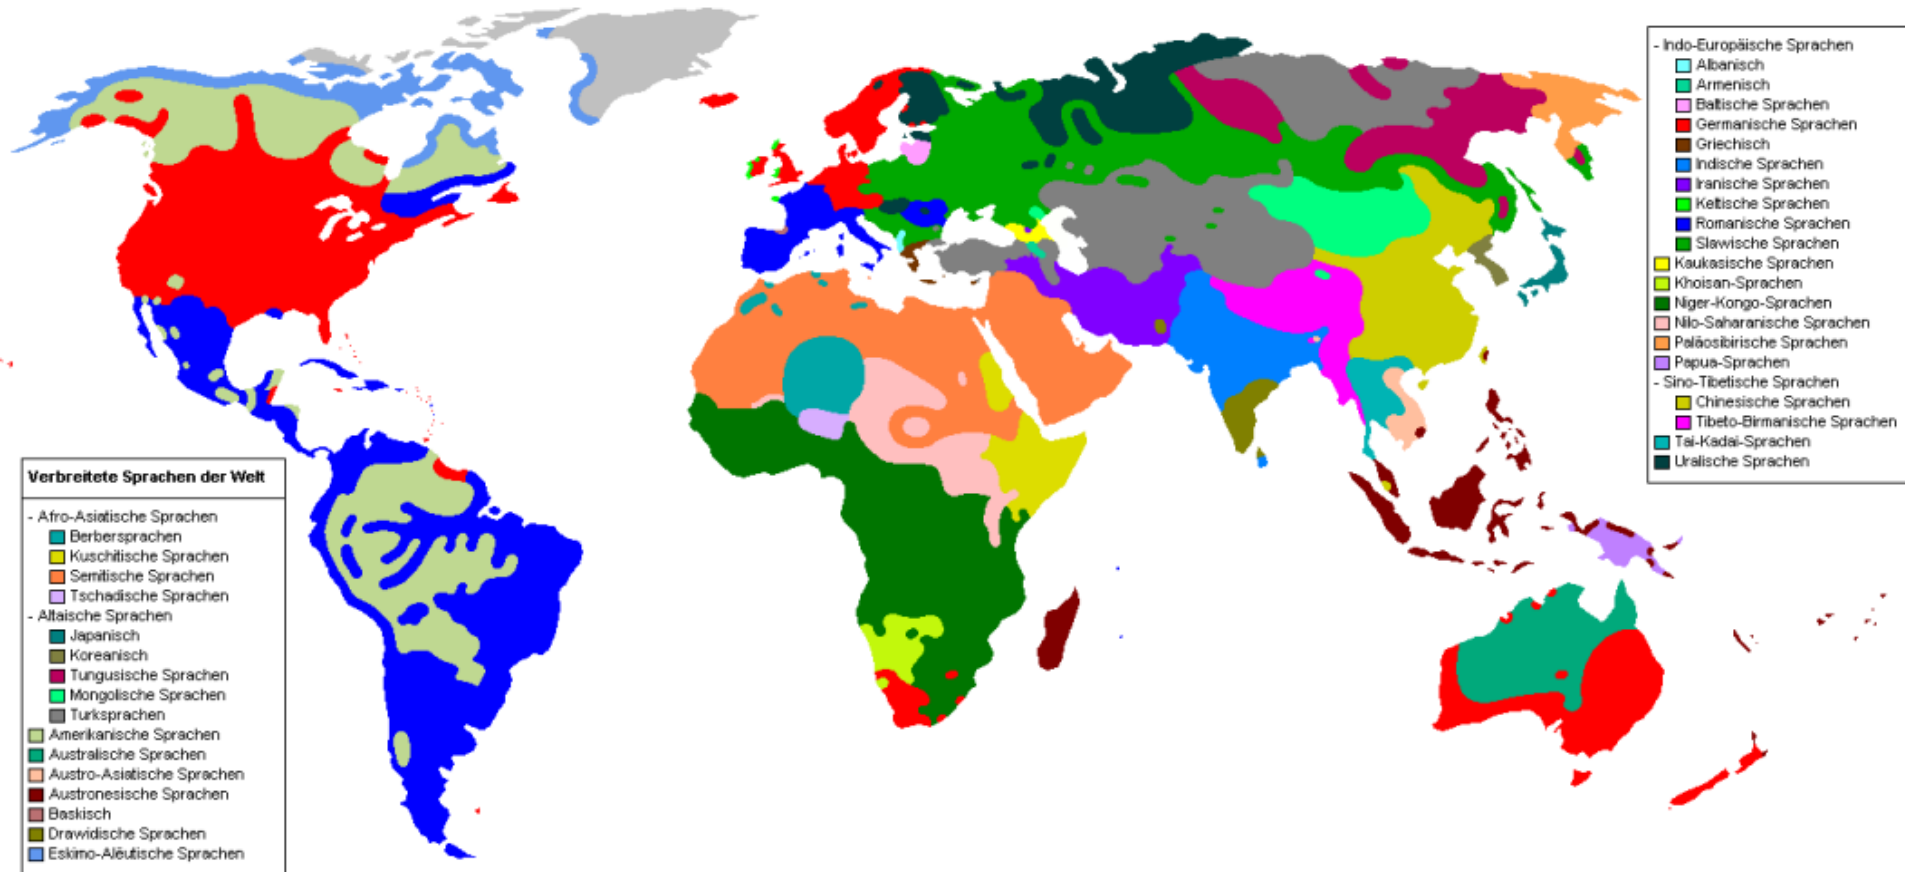 Verbreitete Sprachen der Welt
- Afro-Asiatische Sprachen
Berbersprachen
Kuschitische Sprachen
Semitische Sprachen
Tschadische Sprachen
- Altaische Sprachen
Japanisch
Koreanisch
Tungusische Sprachen
Mongolische Sprachen
Turksprachen
Amerikanische Sprachen
Australische Sprachen
Austro-Asiatische Sprachen
Austronesische Sprachen
Baskisch
Drawidische Sprachen
Eskimo-Alëutische Sprachen
- Indo-Europäische Sprachen
Albanisch
Armenisch
Baltische Sprachen
Germanische Sprachen
Griechisch
Indische Sprachen
Iranische Sprachen
Keltische Sprachen
Romanische Sprachen
Slawische Sprachen
Kaukasische Sprachen
Khoisan-Sprachen
Niger-Kongo-Sprachen
Nilo-Saharanische Sprachen
Paläosibirische Sprachen
Papua-Sprachen
- Sino-Tibetische Sprachen
Chinesische Sprachen
Tibeto-Birmanische Sprachen
Tai-Kadai-Sprachen
Uralische Sprachen